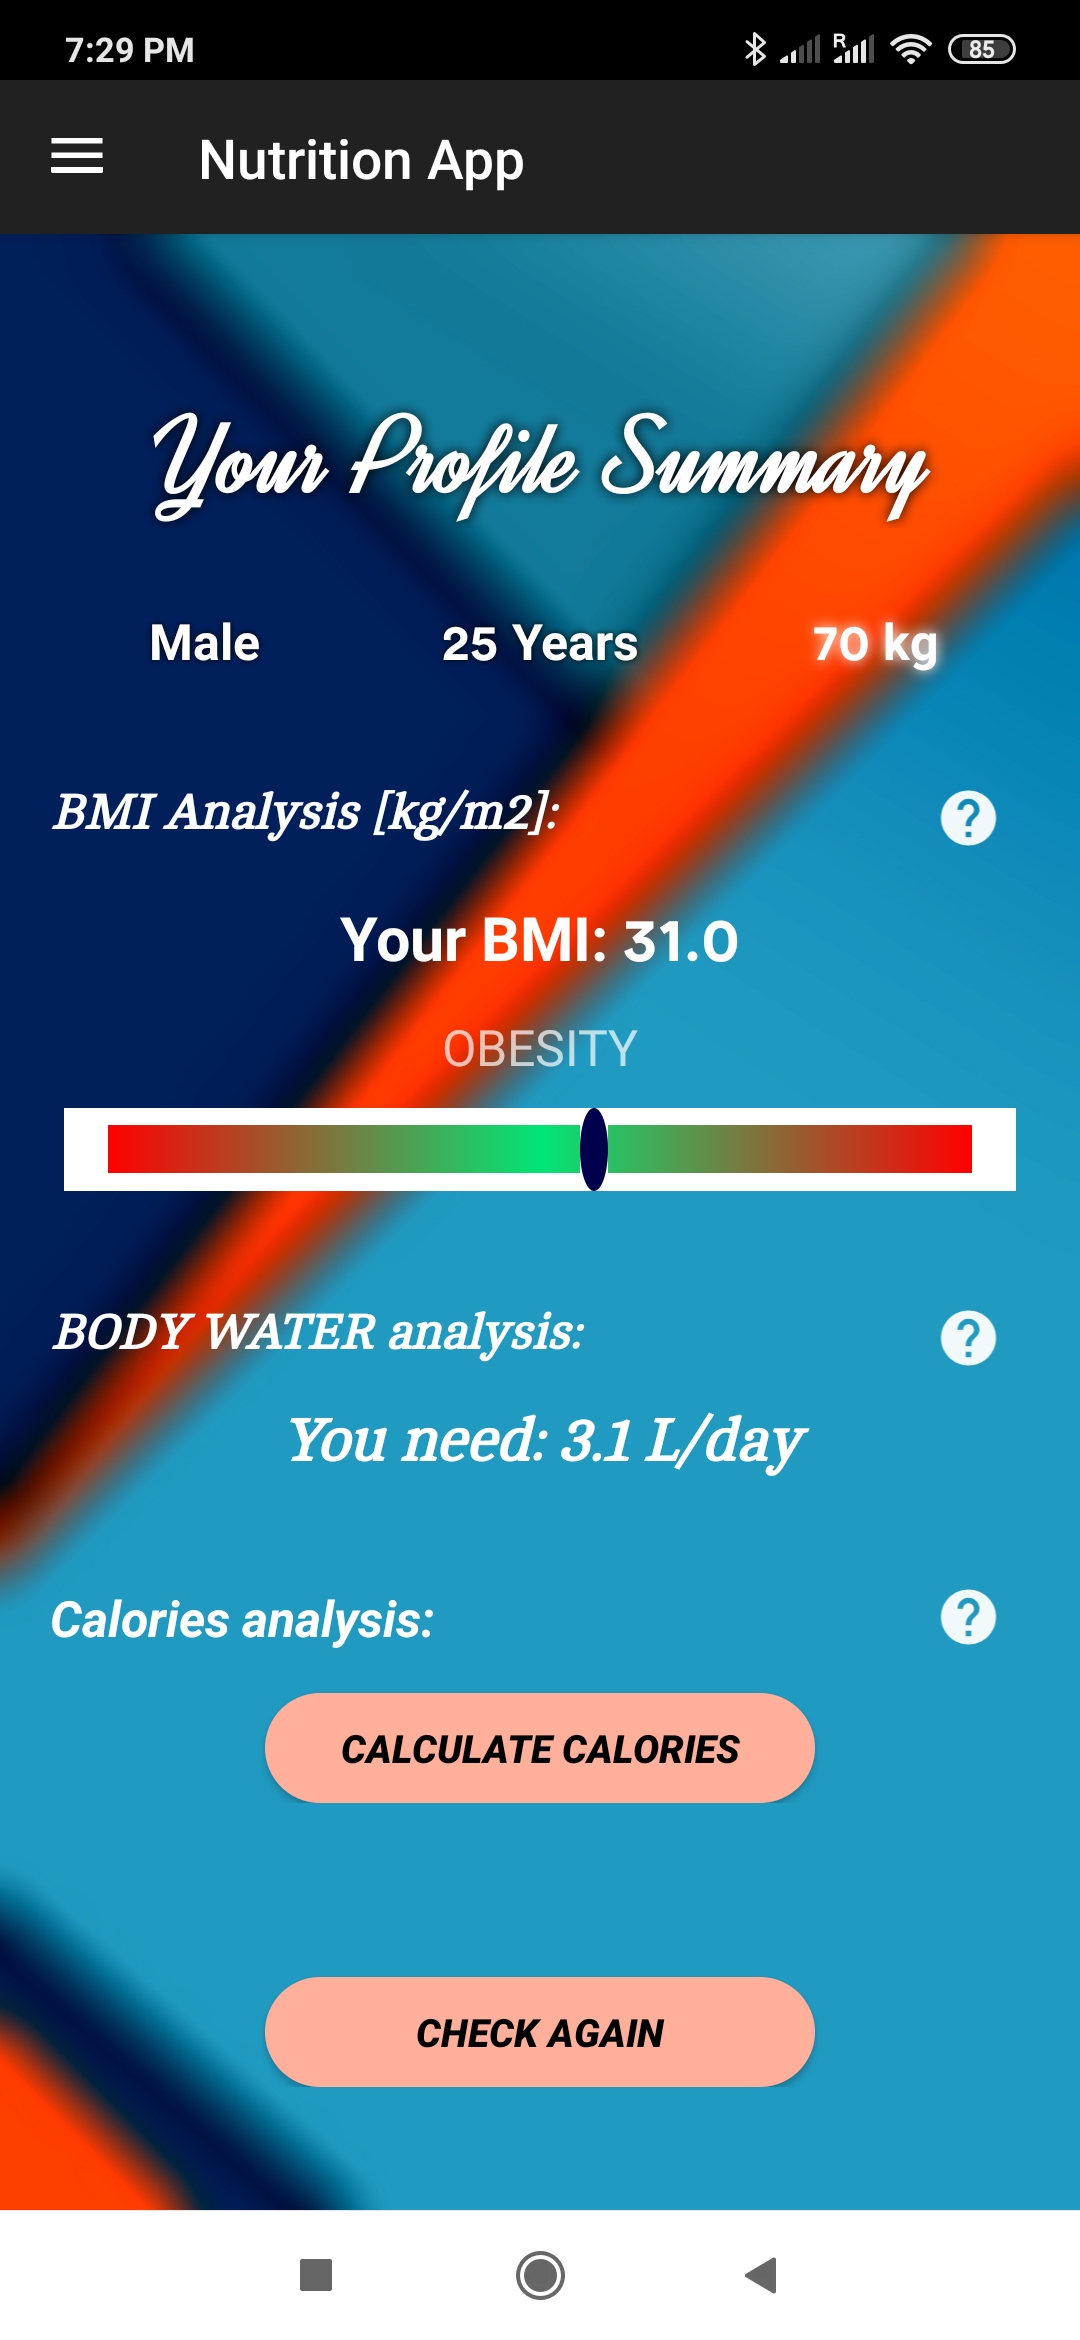 7:29 PM
R
85
Nutrition App
Your Profile Summary
Male 25 Years 70 kg
BMI Analysis [kg/m2]:
?
Your BMI: 31.0
OBESITY
BODY WATER analysis:
?
You need: 3.1 L/day
Calories analysis:
?
CALCULATE CALORIES
CHECK AGAIN